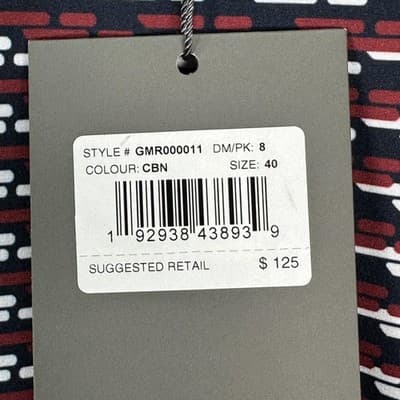 STYLE # GMR000011 DM/PK: 8
COLOUR: CBN SIZE: 40
1 92938 43893 9
SUGGESTED RETAIL $ 125